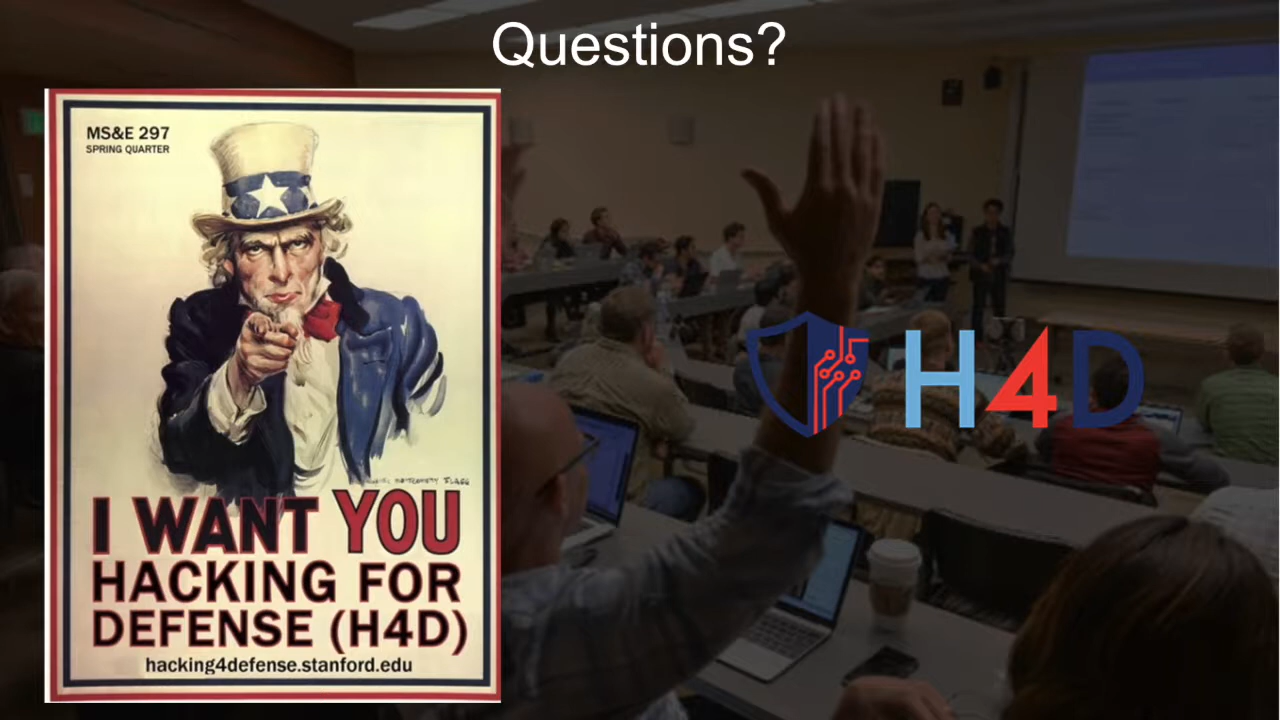 Questions?
MS&E 297
SPRING QUARTER
I WANT YOU
HACKING FOR
DEFENSE (H4D)
hacking4defense.stanford.edu
H4D